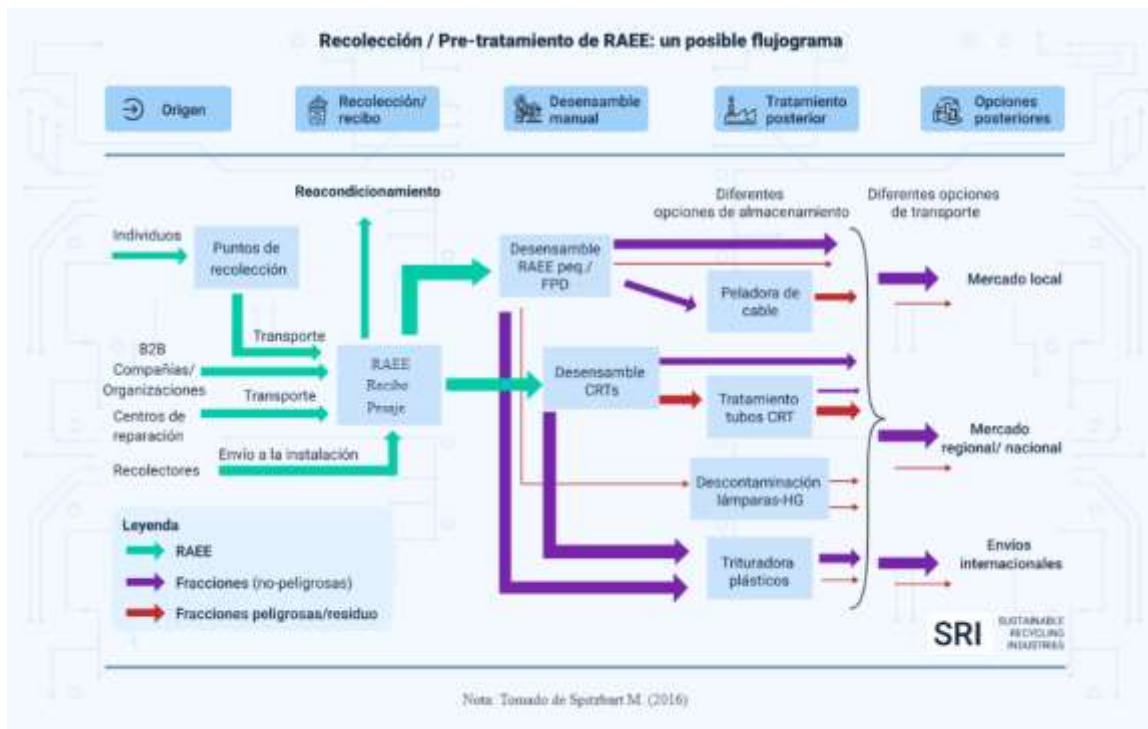 Recolección / Pre-tratamiento de RAEE: un posible flujograma
Origen
Recolección/
recibo
Desensamble
manual
Tratamiento
posterior
Opciones
posteriores
Reacondicionamiento
Diferentes
opciones de almacenamiento
Diferentes opciones
de transporte
Individuos
Puntos de
recolección
Desensamble
RAEE peq./
FPD
Peladora de
cable
Mercado local
Transporte
B2B
Compañias/
Organizaciones
RAEE
Recibo
Pesaje
Desensamble
CRTs
Transporte
Centros de
reparación
Tratamiento
tubos CRT
Mercado
regional/ nacional
Envío a la instalación
Recolectores
Descontaminación
lámparas-HG
Leyenda
RAEE
Fracciones (no-peligrosas)
Fracciones peligrosas/residuo
Trituradora
plásticos
Envíos
internacionales
SRI
SUSTAINABLE
RECYCLING
INDUSTRIES
Nota: Tomado de Spitzbart M. (2016)